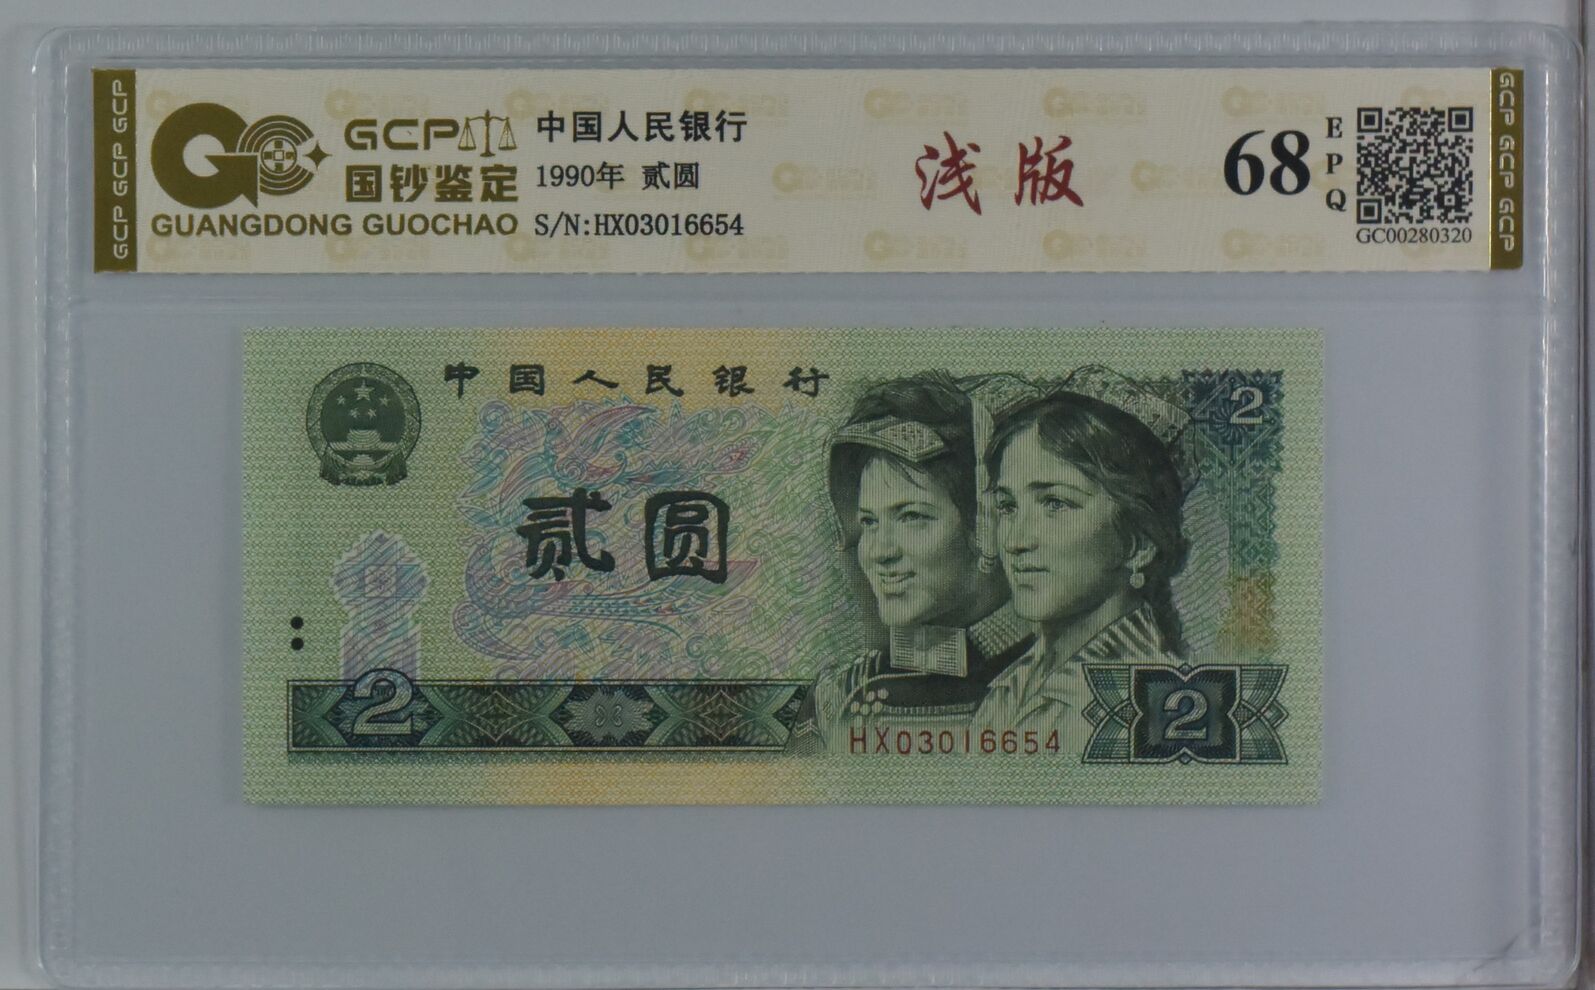 GCP GCP GCP
GCP
国钞鉴定
GUANGDONG GUOCHAO
中国人民银行
1990年 贰圆
S/N:HX03016654
浅版
68
EPQ
GC00280320
GCP GCP GCP
中国人民银行
2
贰圆
2
HX03016654
2